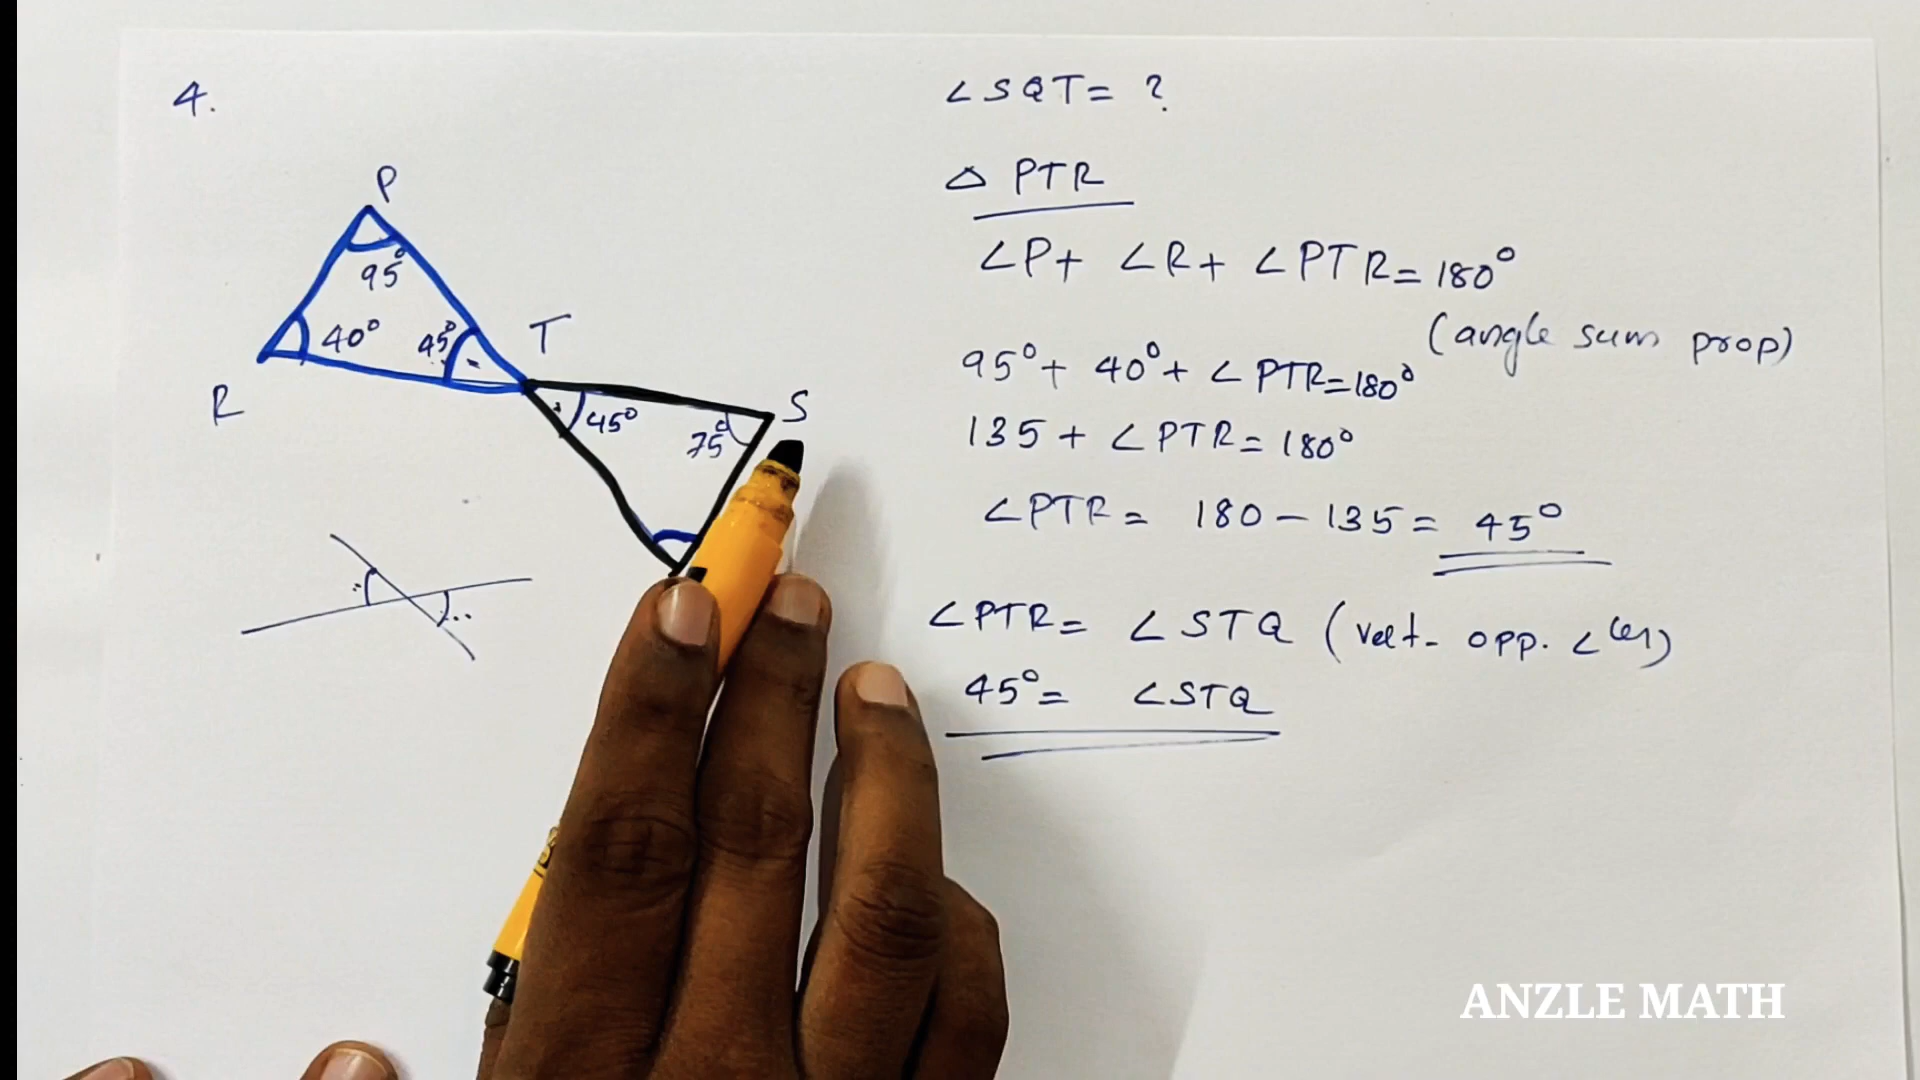 4.
P
95°
40°
45°
T
R
45°
75°
S
∠SQT = ?
△ PTR
∠P + ∠R + ∠PTR = 180°
(angle sum prop)
95° + 40° + ∠PTR = 180°
135 + ∠PTR = 180°
∠PTR = 180 - 135 = 45°
∠PTR = ∠STQ (vert. opp. ∠
45° = ∠STQ
ANZLE MATH